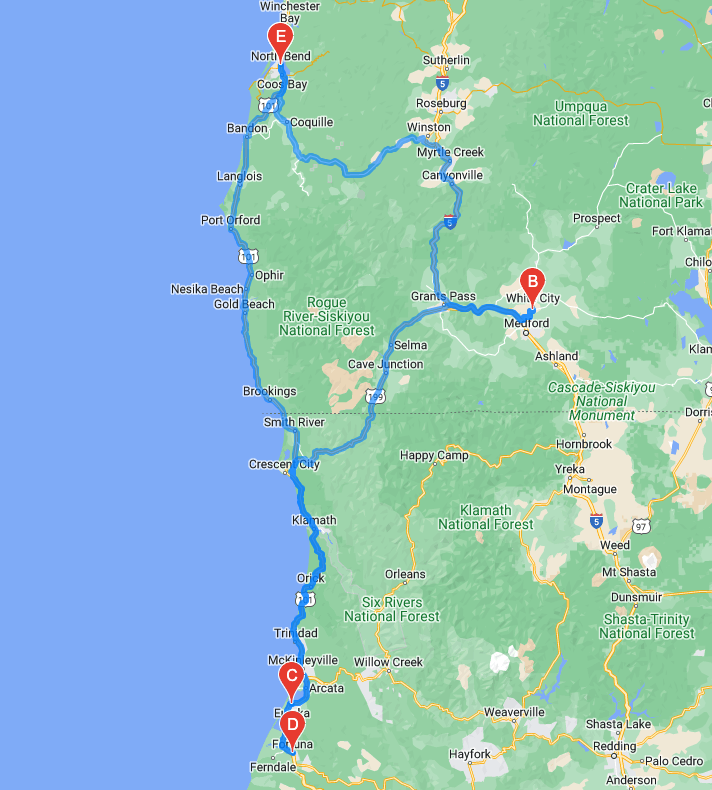 Winchester
Bay
E
North Bend
Sutherlin
5
Coos Bay
Roseburg
101
Umpqua
National Forest
Coquille
Winston
Bandon
Myrtle Creek
Canyonville
Langlois
Crater Lake
National Park
Port Orford
5
Prospect
Fort Klamat
101
Chilo
Ophir
B
Nesika Beach
Grants Pass
White City
Gold Beach
Rogue
River-Siskiyou
National Forest
Medford
Selma
Klam
Ashland
Cave Junction
Cascade-Siskiyou
National
Monument
Brookings
199
Dorri
Smith River
Hornbrook
Crescent City
Happy Camp
Yreka
Montague
Klamath
National Forest
Klamath
5
97
Weed
Orick
Orleans
Mt Shasta
101
Six Rivers
National Forest
Dunsmuir
Shasta-Trinity
National Forest
Trinidad
McKinleyville
Willow Creek
C
Arcata
Eureka
Weaverville
D
Shasta Lake
Fortuna
Redding
Hayfork
Palo Cedro
Ferndale
Anderson